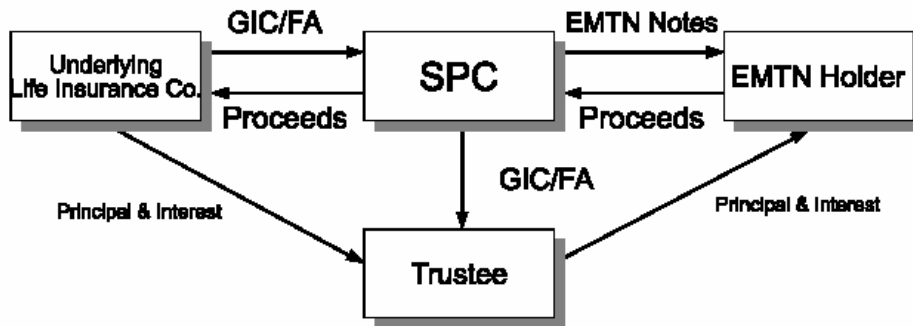 GIC/FA
EMTN Notes
Underlying
Life Insurance Co.
SPC
EMTN Holder
Proceeds
Proceeds
GIC/FA
Principal & Interest
Principal & Interest
Trustee